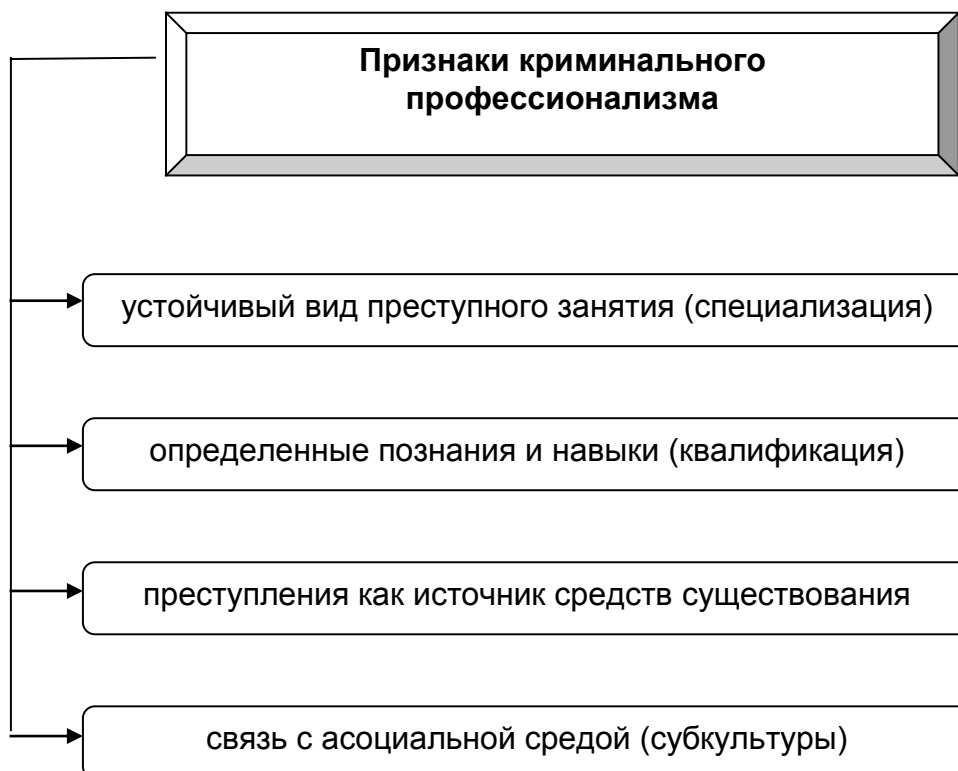 Признаки криминального
профессионализма
устойчивый вид преступного занятия (специализация)
определенные познания и навыки (квалификация)
преступления как источник средств существования
связь с асоциальной средой (субкультуры)